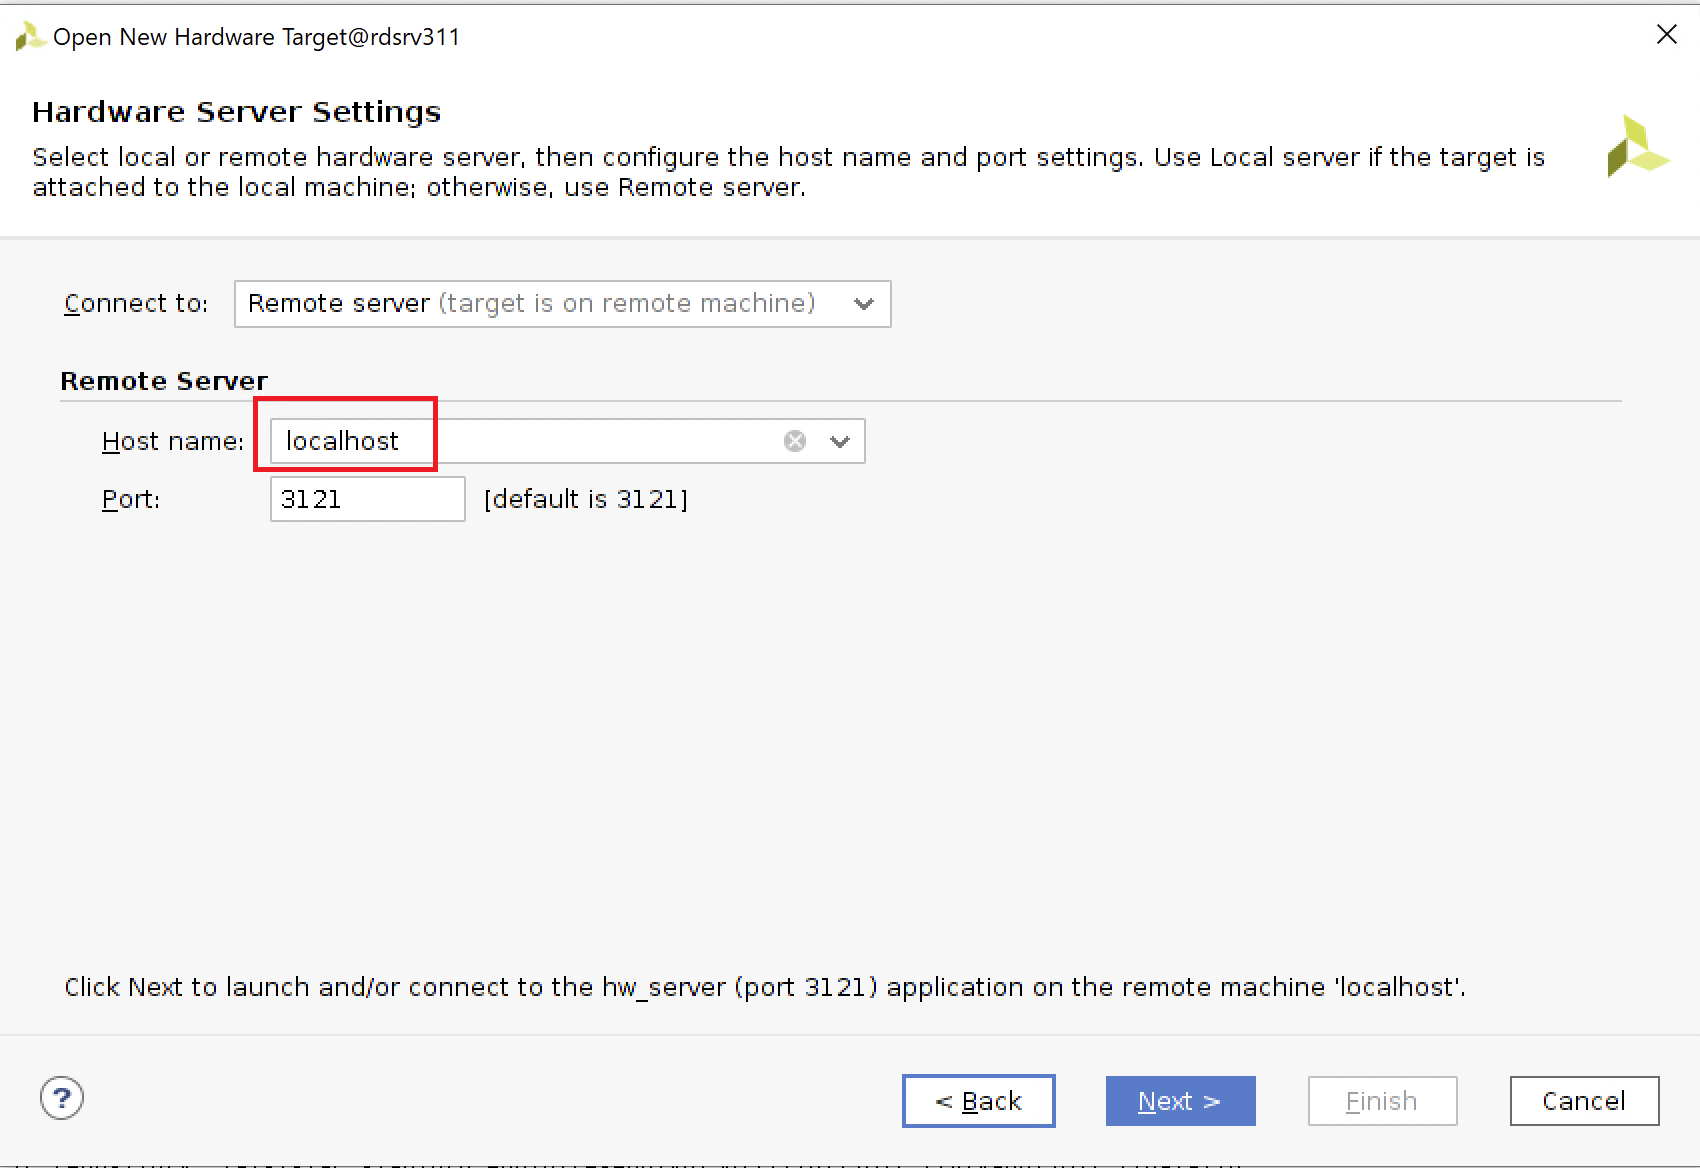 Open New Hardware Target@rdsrv311
Hardware Server Settings
Select local or remote hardware server, then configure the host name and port settings. Use Local server if the target is
attached to the local machine; otherwise, use Remote server.
Connect to: Remote server (target is on remote machine)
Remote Server
Host name: localhost
Port: 3121 [default is 3121]
Click Next to launch and/or connect to the hw_server (port 3121) application on the remote machine 'localhost'.
? < Back Next > Finish Cancel